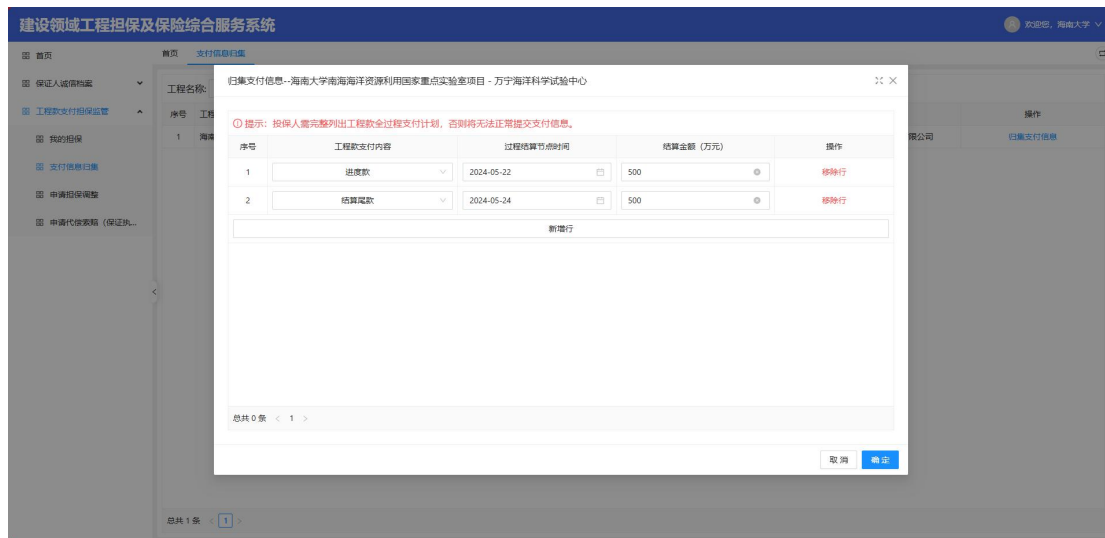 建设领域工程担保及保险综合服务系统
欢迎您，海南大学
首页
首页 支付信息归集
保证人诚信档案
工程名称:
工程款支付担保监管
序号 工程 操作
我的担保
1 海南 限公司 归集支付信息
支付信息归集
申请担保调整
申请代偿索赔（保证执...
归集支付信息--海南大学南海海洋资源利用国家重点实验室项目 - 万宁海洋科学试验中心
提示：投保人需完整列出工程款全过程支付计划，否则将无法正常提交支付信息。
序号 工程款支付内容 过程结算节点时间 结算金额（万元） 操作
1 进度款 2024-05-22 500 移除行
2 结算尾款 2024-05-24 500 移除行
新增行
总共 0 条 < 1 >
取 消 确 定
总共 1 条 < 1 >